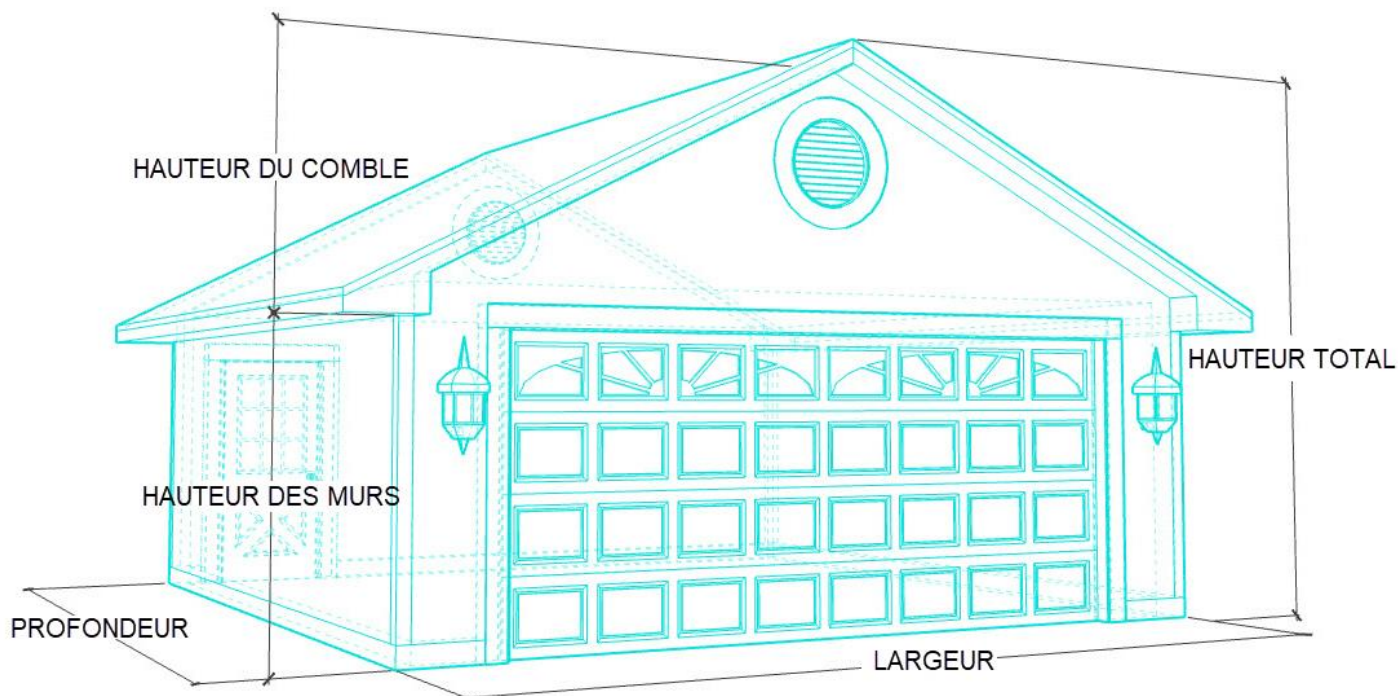 HAUTEUR DU COMBLE
HAUTEUR TOTAL
HAUTEUR DES MURS
PROFONDEUR
LARGEUR